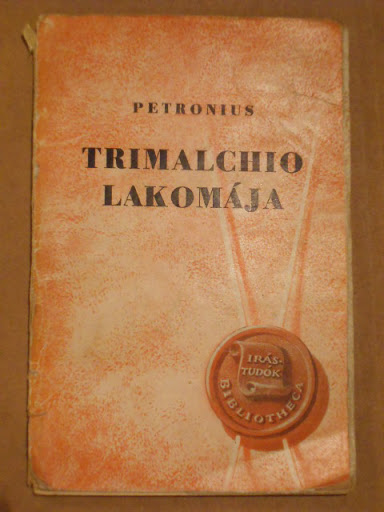 PETRONIUS
TRIMALCHIO
LAKOMÁJA
IRÁS-
TUDÓK
BIBLIOTHECA